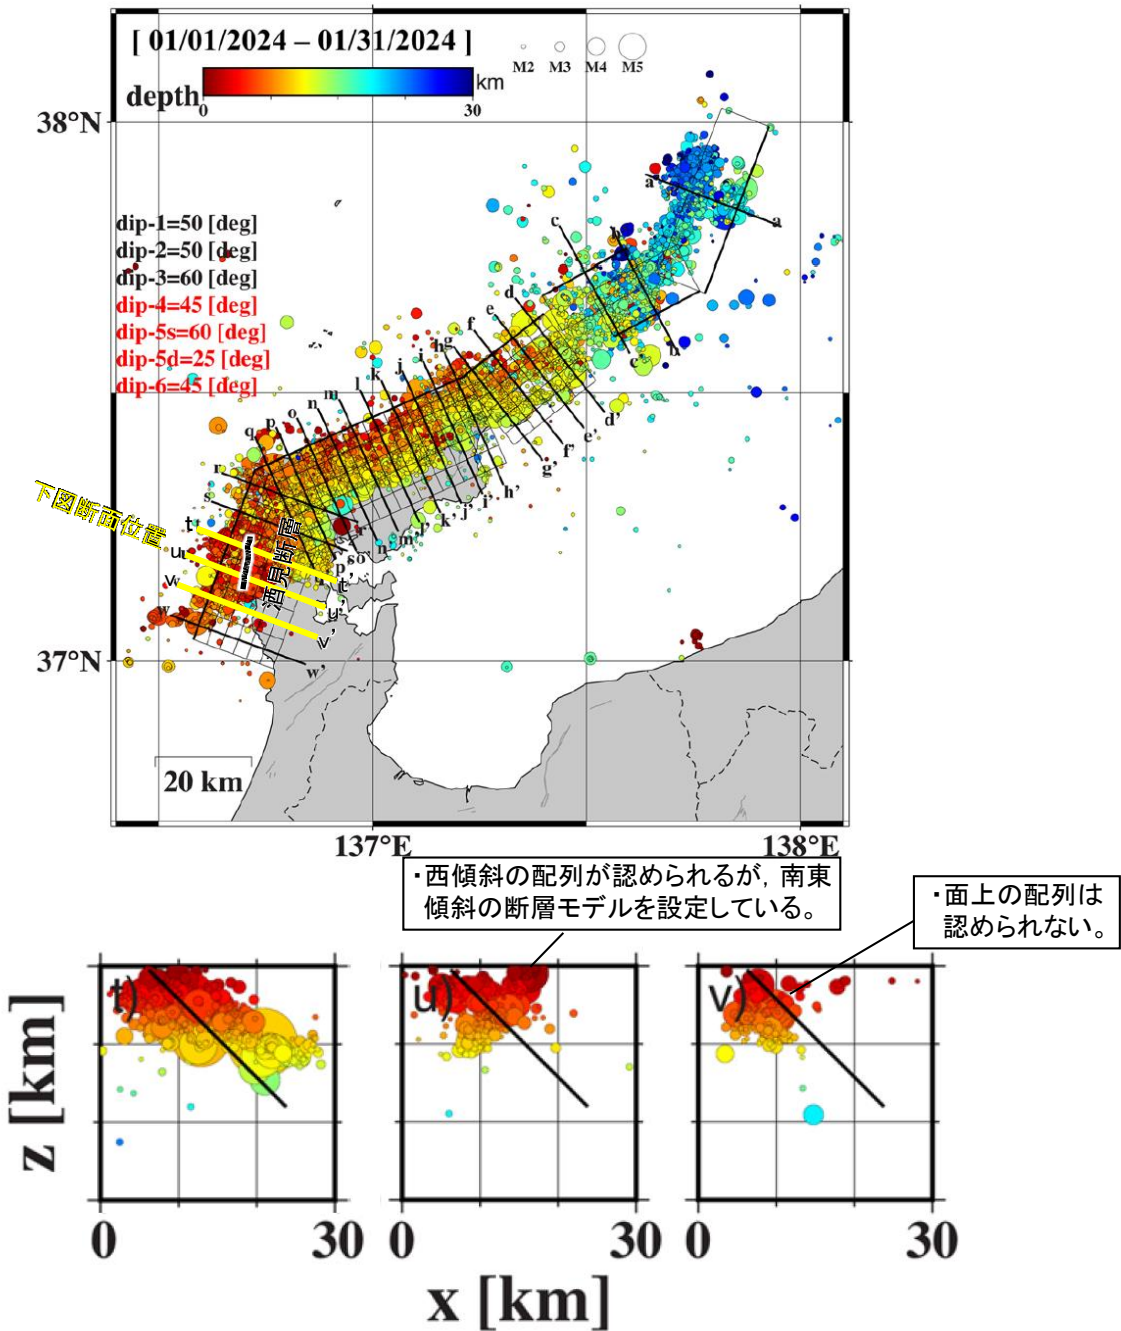 [ 01/01/2024 – 01/31/2024 ]
M2 M3 M4 M5
depth
km
0 30
38°N
dip-1=50 [deg]
dip-2=50 [deg]
dip-3=60 [deg]
dip-4=45 [deg]
dip-5s=60 [deg]
dip-5d=25 [deg]
dip-6=45 [deg]
a
a
c
b
d
e
f
g
h
i
j
k
l
m
n
o
p
q
r
s
t
u
v
w
c'
b
d'
e'
f'
g'
h'
i'
j'
k'
l'
m'
n'
o
s
r
p
t'
u'
v'
w'
下図断面位置
酒見断層
37°N
20 km
137°E 138°E
・西傾斜の配列が認められるが, 南東
傾斜の断層モデルを設定している。
・面上の配列は
認められない。
t) u) v)
z [km]
0 30 0 30 0 30
x [km]